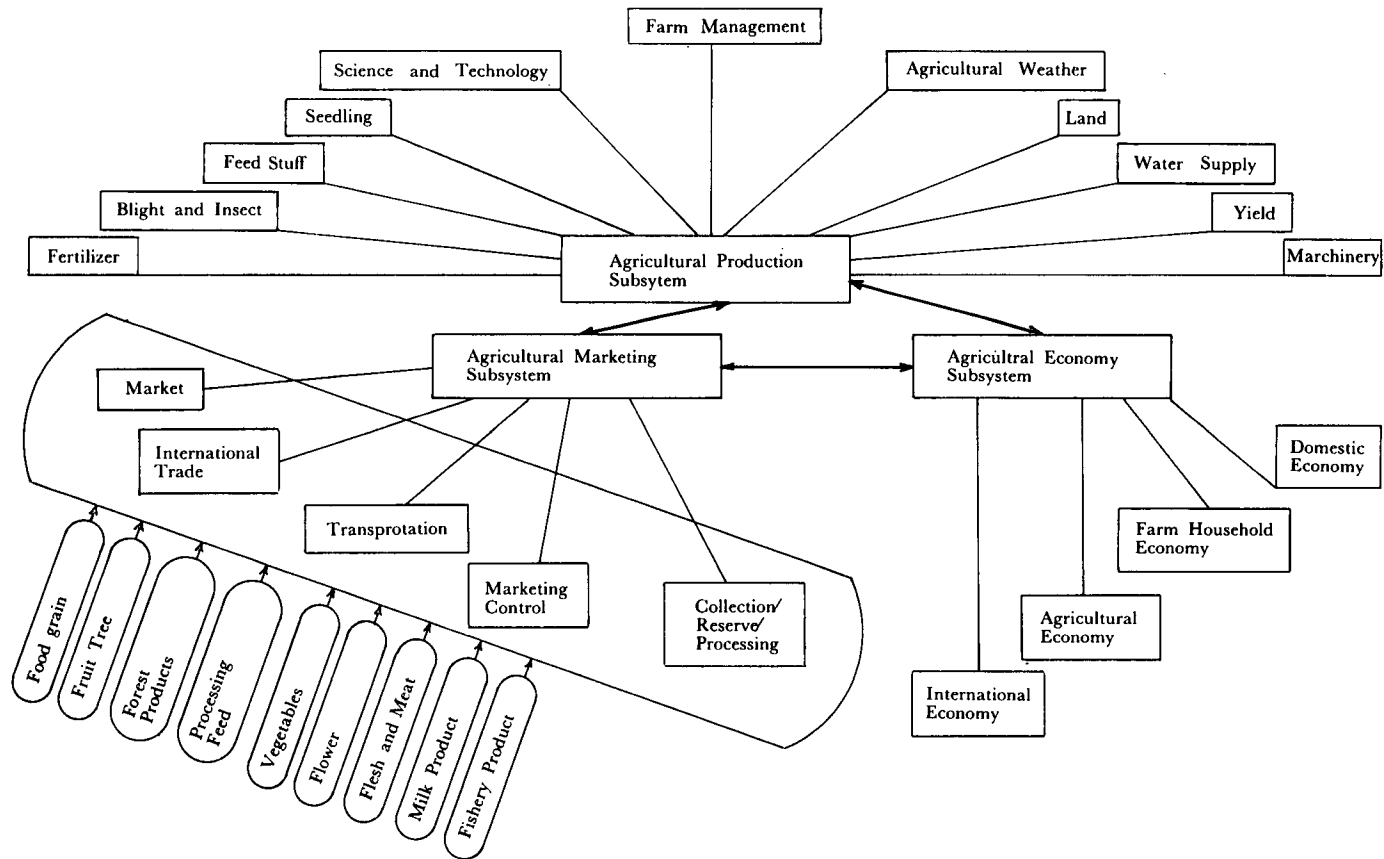 Farm Management
Science and Technology
Agricultural Weather
Seedling
Land
Feed Stuff
Water Supply
Blight and Insect
Yield
Fertilizer
Marchinery
Agricultural Production
Subsytem
Agricultural Marketing
Subsystem
Agricultral Economy
Subsystem
Market
International
Trade
Transprotation
Marketing
Control
Collection/
Reserve/
Processing
Domestic
Economy
Farm Household
Economy
Agricultural
Economy
International
Economy
Food grain
Fruit Tree
Forest
Products
Processing
Feed
Vegetables
Flower
Flesh and Meat
Milk Product
Fishery Product